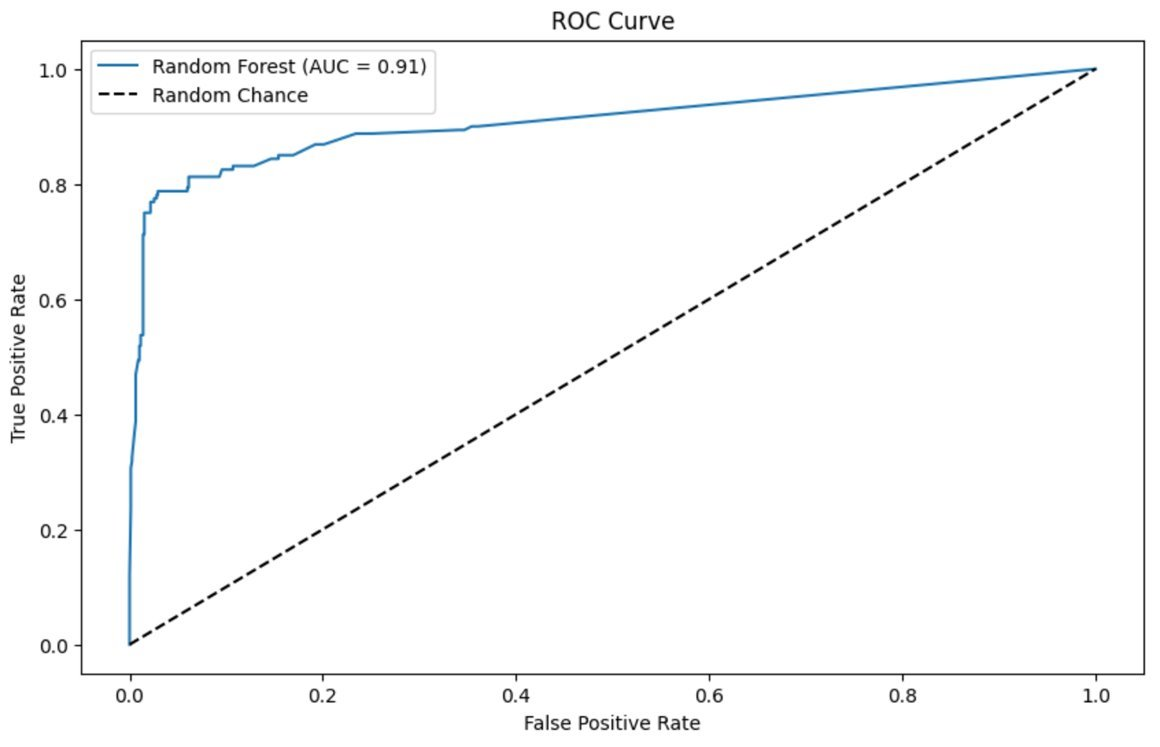 ROC Curve
Random Forest (AUC = 0.91)
Random Chance
1.0
0.8
0.6
0.4
0.2
0.0
True Positive Rate
0.0 0.2 0.4 0.6 0.8 1.0
False Positive Rate